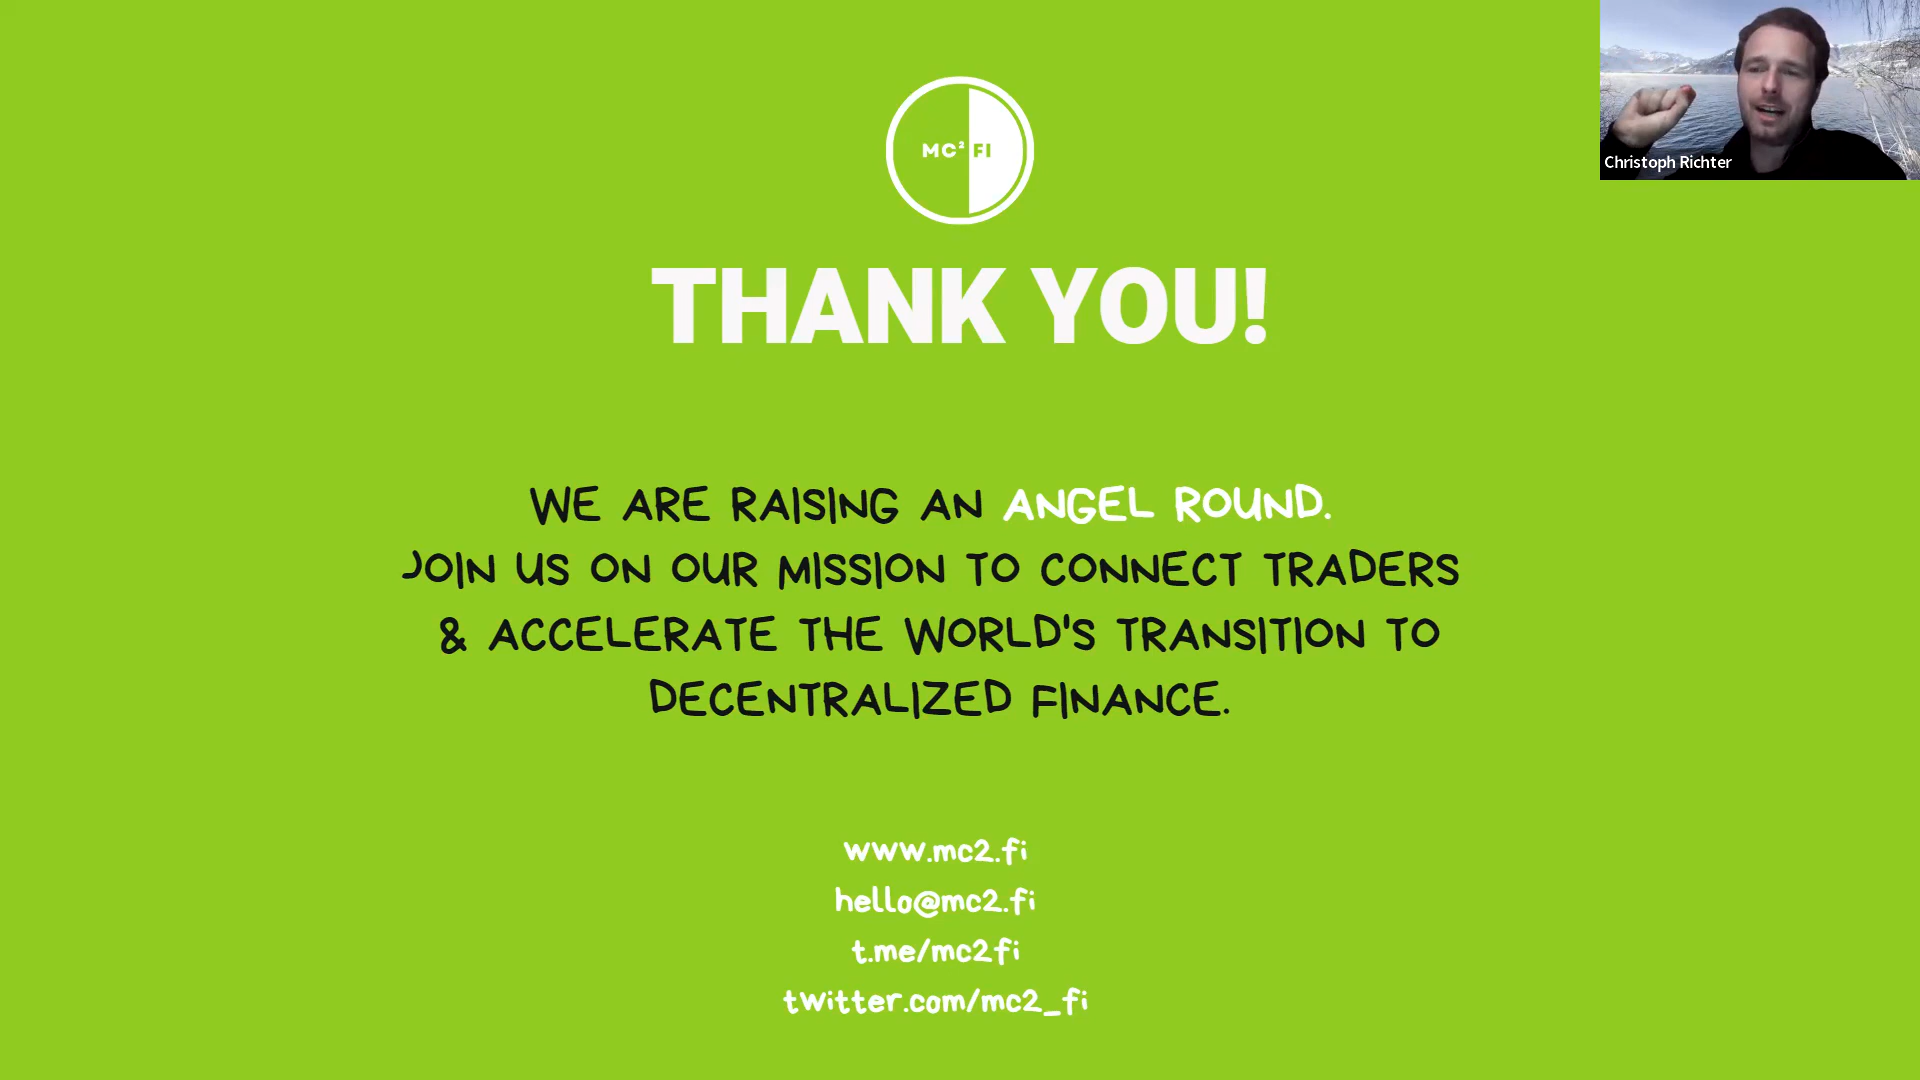 MC² FI
Christoph Richter
THANK YOU!
WE ARE RAISING AN ANGEL ROUND.
JOIN US ON OUR MISSION TO CONNECT TRADERS
& ACCELERATE THE WORLD'S TRANSITION TO
DECENTRALIZED FINANCE.
www.mc2.fi
hello@mc2.fi
t.me/mc2fi
twitter.com/mc2_fi